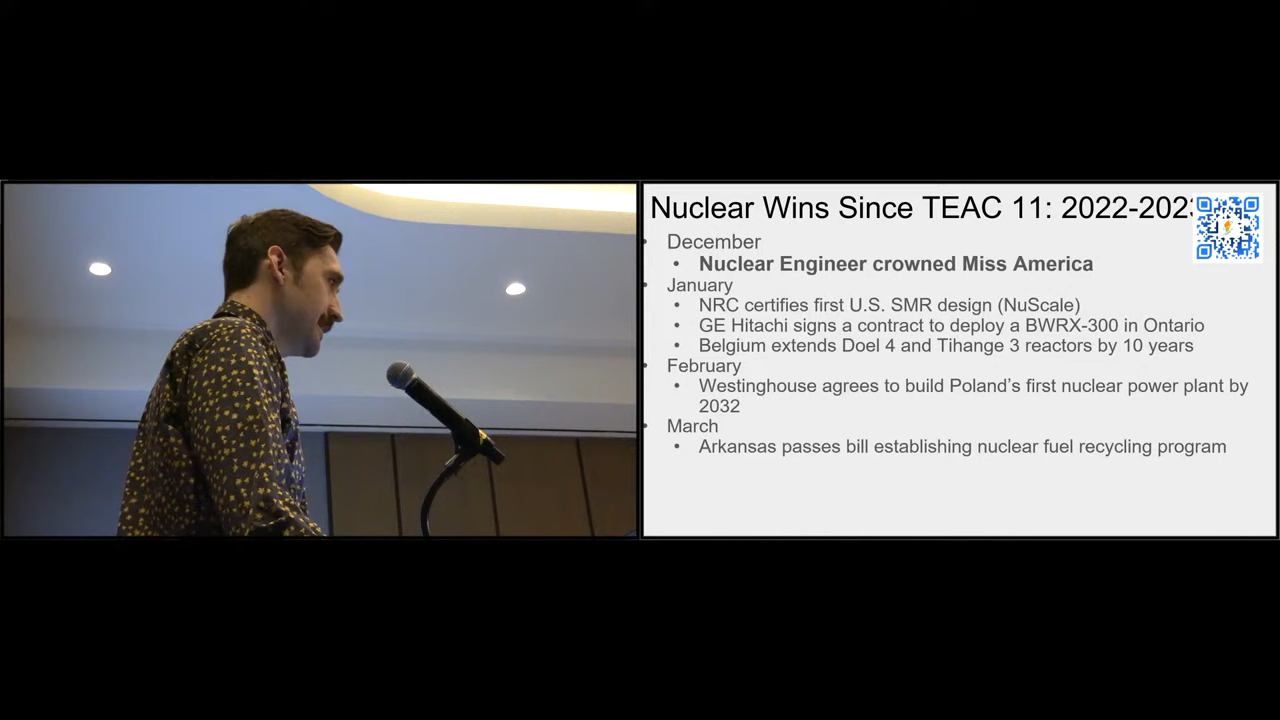 Nuclear Wins Since TEAC 11: 2022-2023
December
Nuclear Engineer crowned Miss America
January
NRC certifies first U.S. SMR design (NuScale)
GE Hitachi signs a contract to deploy a BWRX-300 in Ontario
Belgium extends Doel 4 and Tihange 3 reactors by 10 years
February
Westinghouse agrees to build Poland’s first nuclear power plant by
2032
March
Arkansas passes bill establishing nuclear fuel recycling program